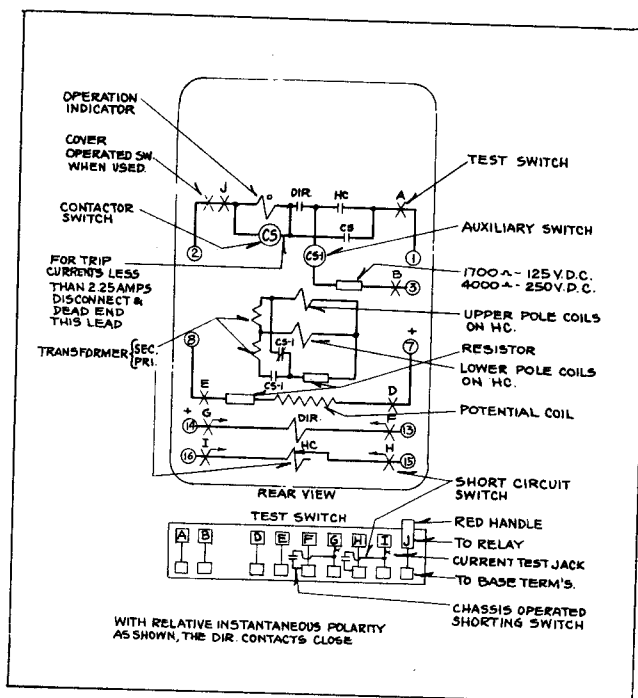 OPERATION
INDICATOR
COVER
OPERATED SW.
WHEN USED.
J
DIR.
HC
A
TEST SWITCH
CONTACTOR
SWITCH
CS
CS
2
1
AUXILIARY SWITCH
CS-1
FOR TRIP
CURRENTS LESS
THAN 2.25 AMPS
DISCONNECT &
DEAD END
THIS LEAD
B
3
1700 ~ - 125 V.D.C.
4000 ~ - 250 V.D.C.
UPPER POLE COILS
ON HC.
8
CS-1
+
7
RESISTOR
TRANSFORMER { SEC.
PRI.
LOWER POLE COILS
ON HC.
CS-1
E
D
POTENTIAL COIL
+
14
G
DIR.
F
13
16
I
HC
H
15
REAR VIEW
SHORT CIRCUIT
SWITCH
TEST SWITCH
A B D E F G H I J
RED HANDLE
TO RELAY
CURRENT TEST JACK
TO BASE TERM'S.
CHASSIS OPERATED
SHORTING SWITCH
WITH RELATIVE INSTANTANEOUS POLARITY
AS SHOWN, THE DIR. CONTACTS CLOSE